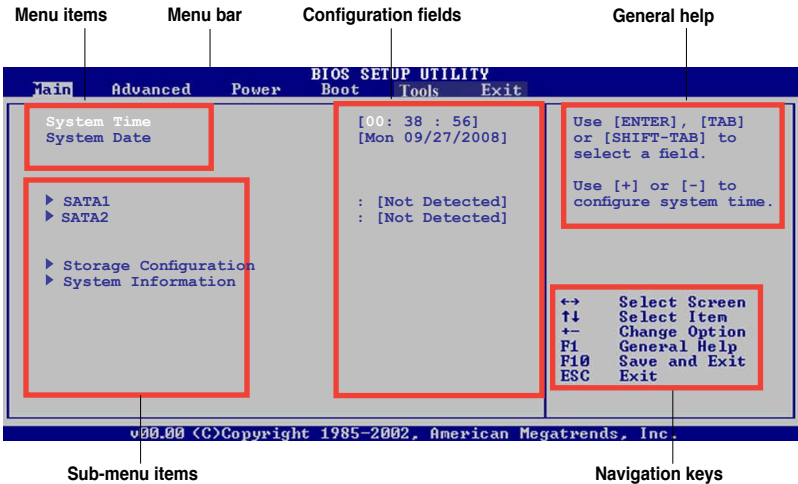 Menu items Menu bar Configuration fields General help
BIOS SETUP UTILITY
Main Advanced Power Boot Tools Exit
System Time [00: 38 : 56]
System Date [Mon 09/27/2008]
SATA1 : [Not Detected]
SATA2 : [Not Detected]
Storage Configuration
System Information
Use [ENTER], [TAB]
or [SHIFT-TAB] to
select a field.
Use [+] or [-] to
configure system time.
←→ Select Screen
↑↓ Select Item
+- Change Option
F1 General Help
F10 Save and Exit
ESC Exit
v00.00 (C)Copyright 1985-2002, American Megatrends, Inc.
Sub-menu items Navigation keys